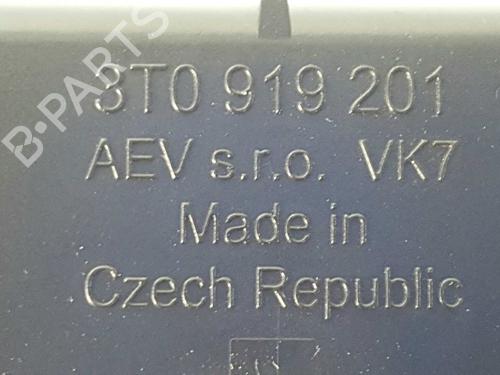 B-PARTS
3T0 919 201
AEV s.r.o. VK7
Made in
Czech Republic